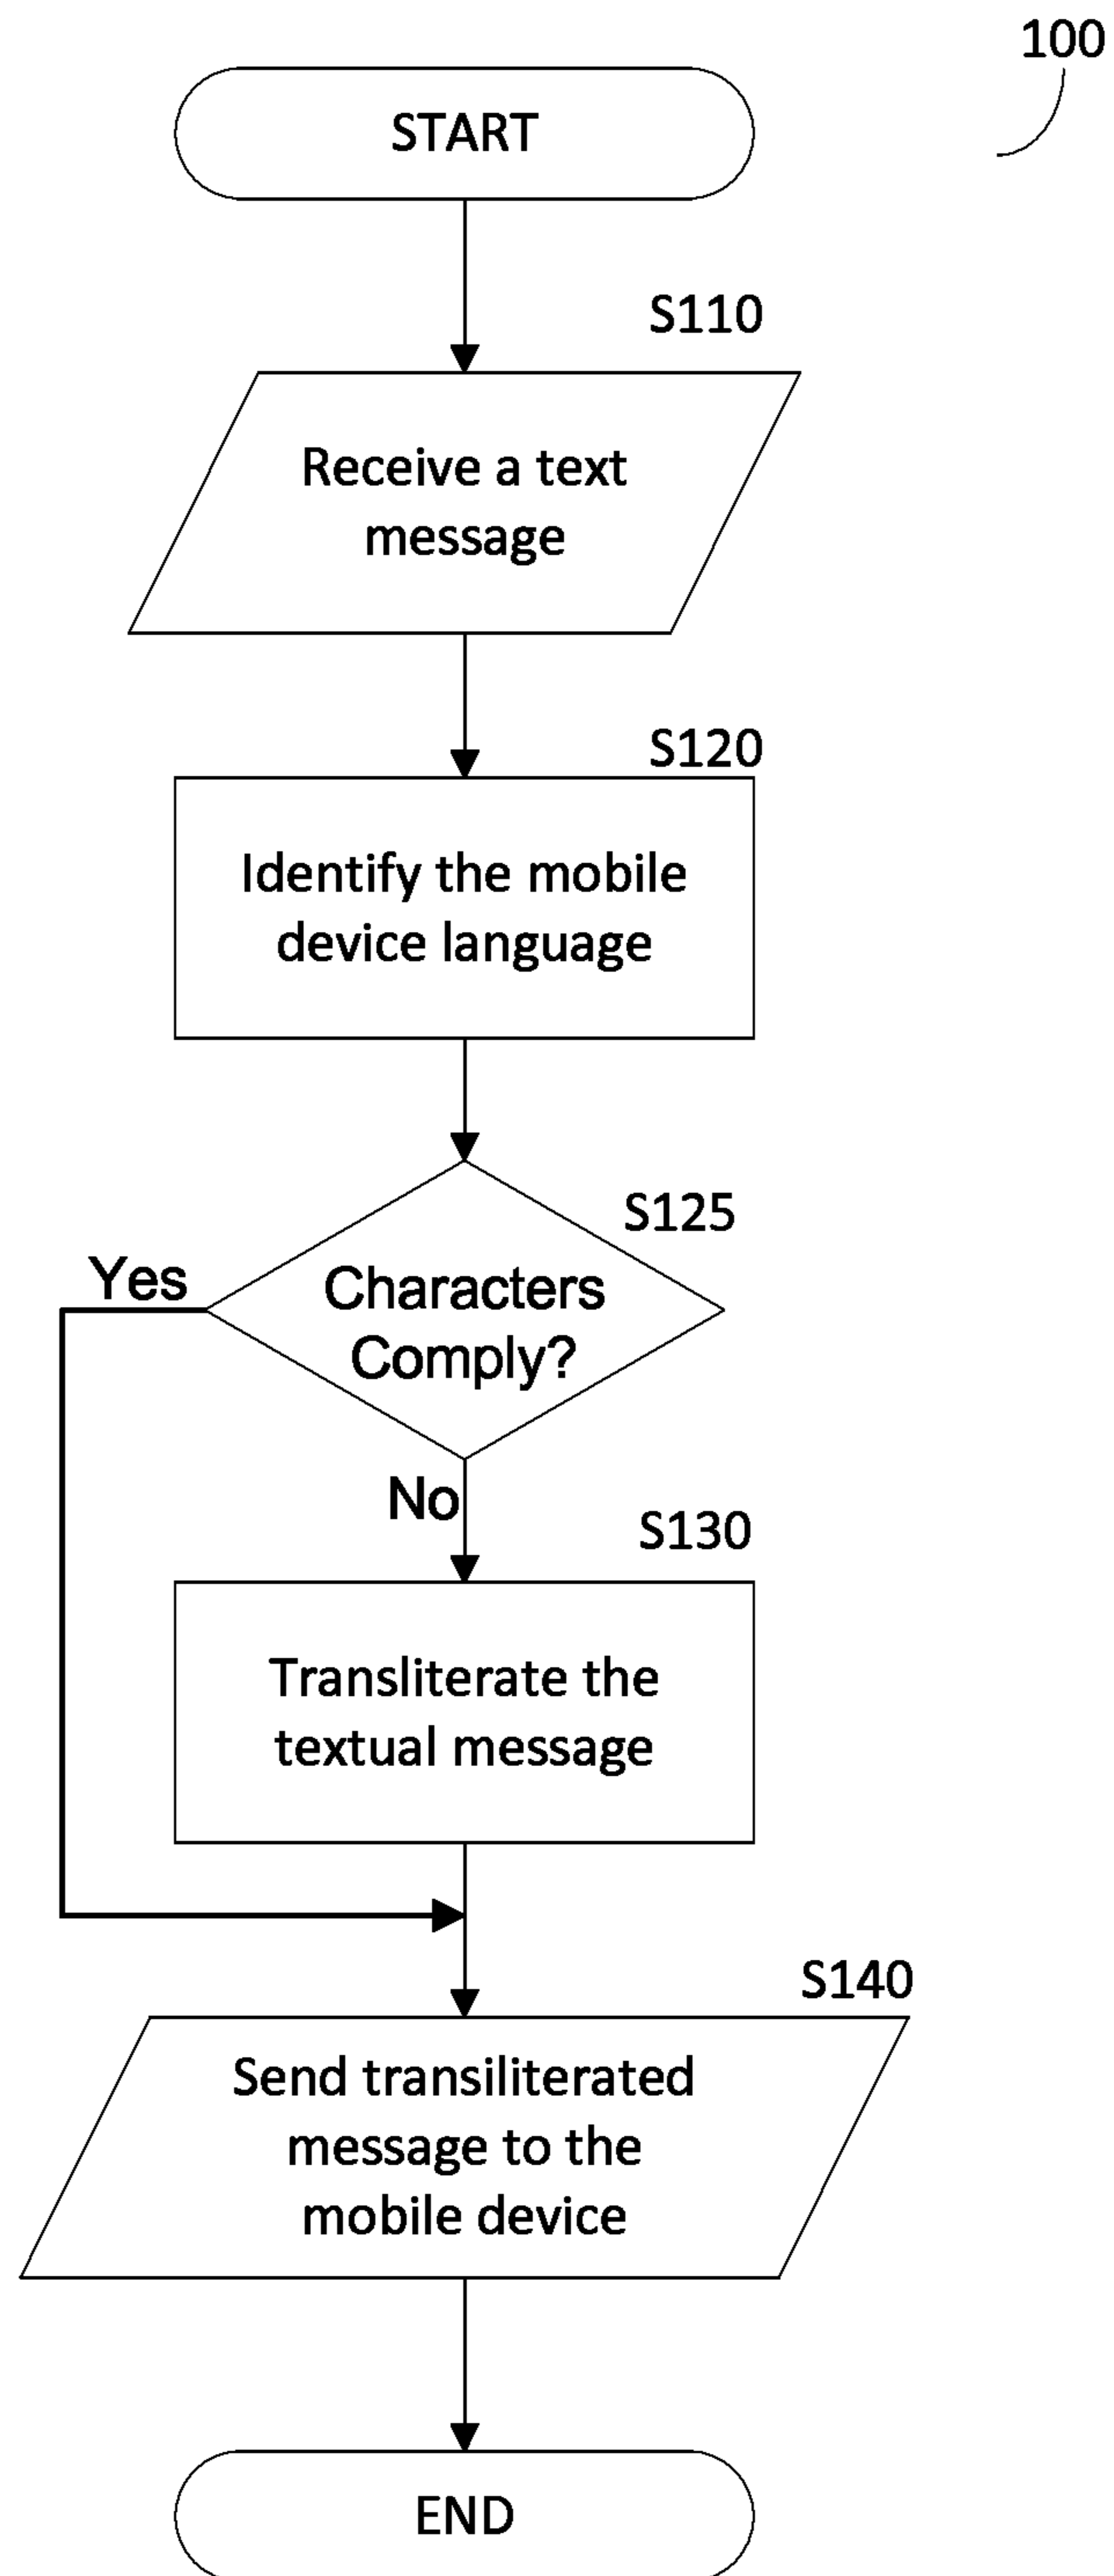 100
START
S110
Receive a text
message
S120
Identify the mobile
device language
S125
Yes
Characters
Comply?
No
S130
Transliterate the
textual message
S140
Send transiliterated
message to the
mobile device
END